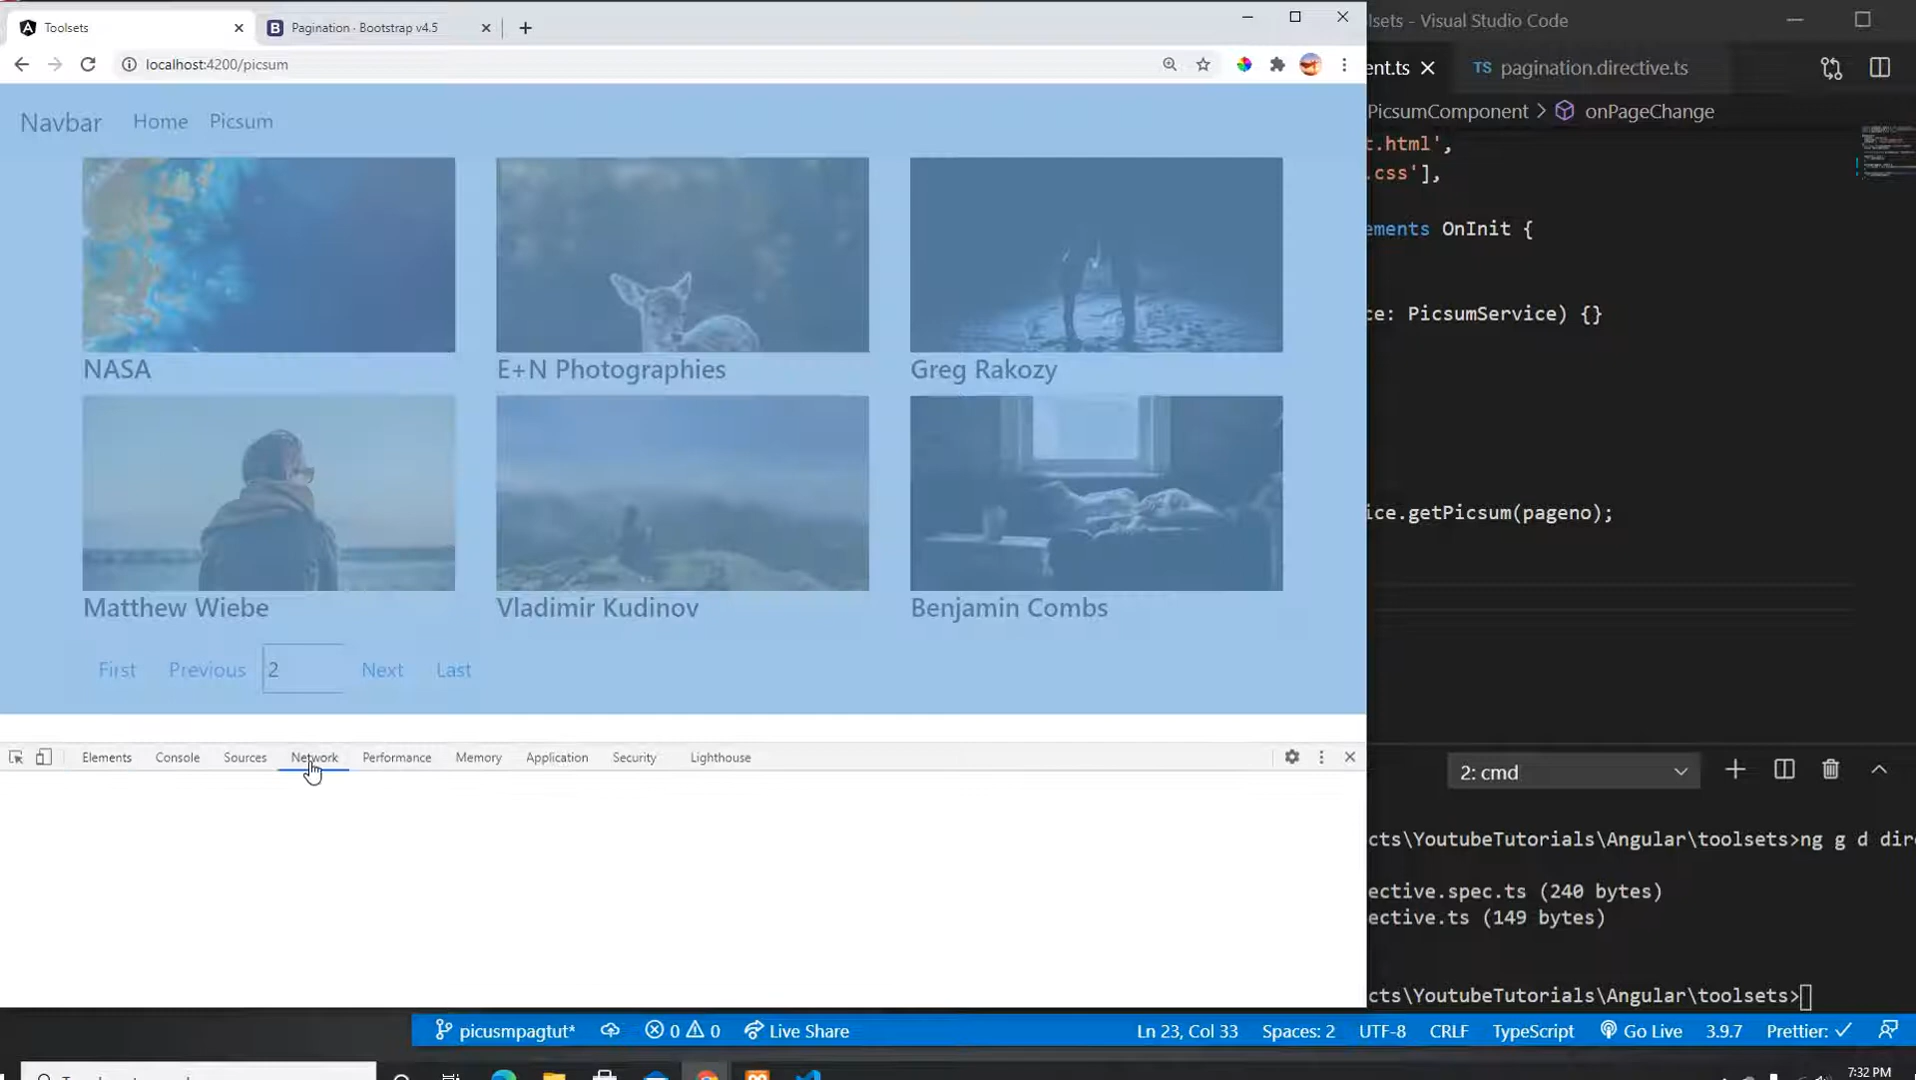 Toolsets
Pagination · Bootstrap v4.5
lsets - Visual Studio Code
localhost:4200/picsum
ent.ts
TS pagination.directive.ts
PicsumComponent > onPageChange
Navbar Home Picsum
t.html',
.css'],
ements OnInit {
ce: PicsumService) {}
NASA
E+N Photographies
Greg Rakozy
ice.getPicsum(pageno);
Matthew Wiebe
Vladimir Kudinov
Benjamin Combs
First Previous 2 Next Last
Elements Console Sources Network Performance Memory Application Security Lighthouse
2: cmd
cts\YoutubeTutorials\Angular\toolsets>ng g d dir
ective.spec.ts (240 bytes)
ective.ts (149 bytes)
cts\YoutubeTutorials\Angular\toolsets>
picusmpagtut* 0 0 Live Share Ln 23, Col 33 Spaces: 2 UTF-8 CRLF TypeScript Go Live 3.9.7 Prettier: ✓
7:32 PM